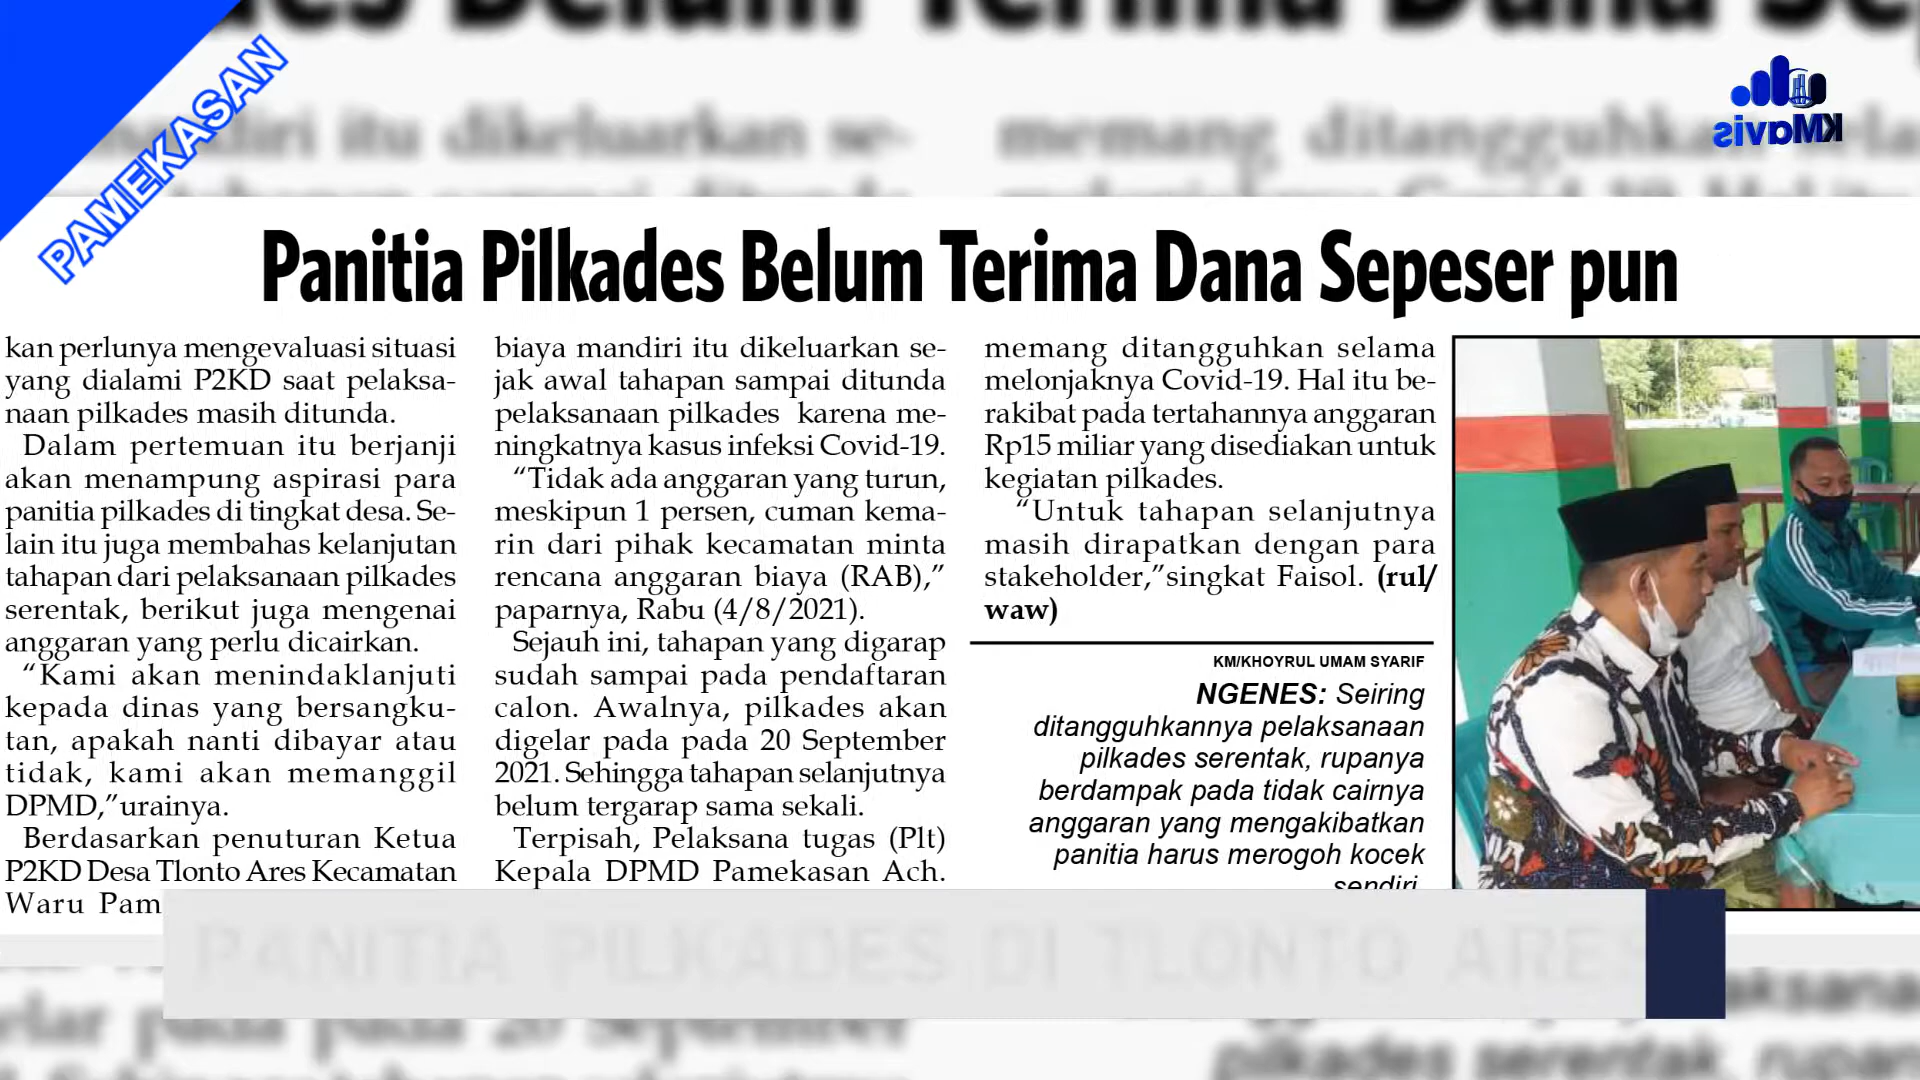 PAMEKASAN
KMavis
Panitia Pilkades Belum Terima Dana Sepeser pun
kan perlunya mengevaluasi situasi
yang dialami P2KD saat pelaksa-
naan pilkades masih ditunda.
Dalam pertemuan itu berjanji
akan menampung aspirasi para
panitia pilkades di tingkat desa. Se-
lain itu juga membahas kelanjutan
tahapan dari pelaksanaan pilkades
serentak, berikut juga mengenai
anggaran yang perlu dicairkan.
“Kami akan menindaklanjuti
kepada dinas yang bersangku-
tan, apakah nanti dibayar atau
tidak, kami akan memanggil
DPMD,”urainya.
Berdasarkan penuturan Ketua
P2KD Desa Tlonto Ares Kecamatan
Waru Pam
biaya mandiri itu dikeluarkan se-
jak awal tahapan sampai ditunda
pelaksanaan pilkades karena me-
ningkatnya kasus infeksi Covid-19.
“Tidak ada anggaran yang turun,
meskipun 1 persen, cuman kema-
rin dari pihak kecamatan minta
rencana anggaran biaya (RAB),”
paparnya, Rabu (4/8/2021).
Sejauh ini, tahapan yang digarap
sudah sampai pada pendaftaran
calon. Awalnya, pilkades akan
digelar pada pada 20 September
2021. Sehingga tahapan selanjutnya
belum tergarap sama sekali.
Terpisah, Pelaksana tugas (Plt)
Kepala DPMD Pamekasan Ach.
memang ditangguhkan selama
melonjaknya Covid-19. Hal itu be-
rakibat pada tertahannya anggaran
Rp15 miliar yang disediakan untuk
kegiatan pilkades.
“Untuk tahapan selanjutnya
masih dirapatkan dengan para
stakeholder,”singkat Faisol. (rul/
waw)
KM/KHOYRUL UMAM SYARIF
NGENES: Seiring
ditangguhkannya pelaksanaan
pilkades serentak, rupanya
berdampak pada tidak cairnya
anggaran yang mengakibatkan
panitia harus merogoh kocek
sendiri.
PANITIA PILKADES DI TLONTO ARES